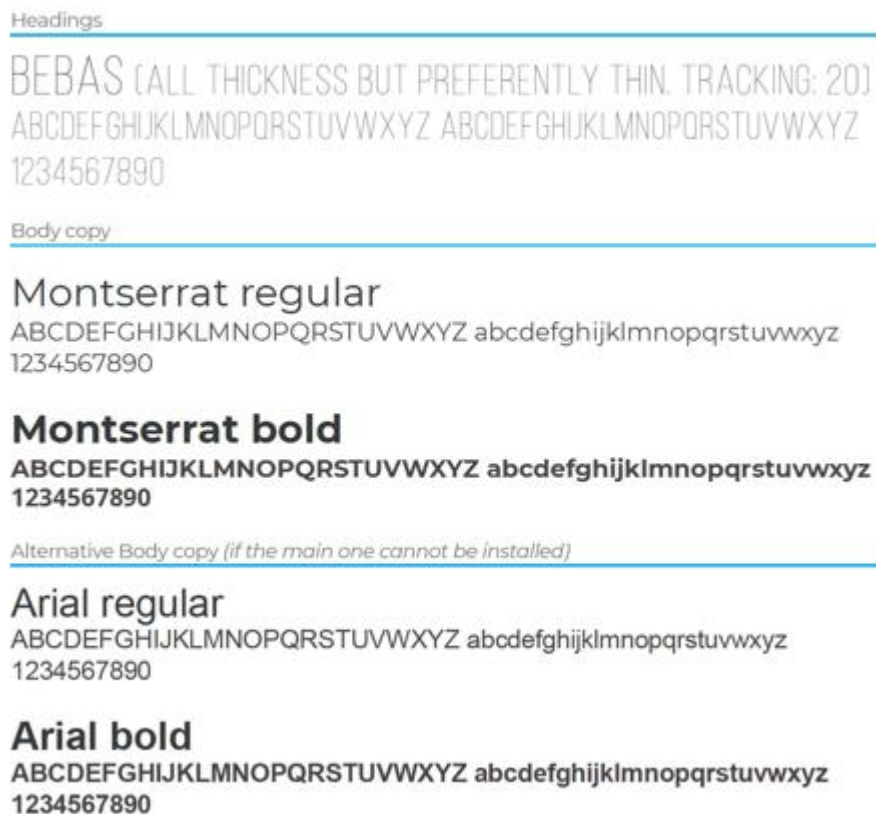 Headings
BEBAS (ALL THICKNESS BUT PREFERENTLY THIN. TRACKING: 20)
ABCDEFGHIJKLMNOPQRSTUVWXYZ ABCDEFGHIJKLMNOPQRSTUVWXYZ
1234567890
Body copy
Montserrat regular
ABCDEFGHIJKLMNOPQRSTUVWXYZ abcdefghijklmnopqrstuvwxyz
1234567890
Montserrat bold
ABCDEFGHIJKLMNOPQRSTUVWXYZ abcdefghijklmnopqrstuvwxyz
1234567890
Alternative Body copy (if the main one cannot be installed)
Arial regular
ABCDEFGHIJKLMNOPQRSTUVWXYZ abcdefghijklmnopqrstuvwxyz
1234567890
Arial bold
ABCDEFGHIJKLMNOPQRSTUVWXYZ abcdefghijklmnopqrstuvwxyz
1234567890